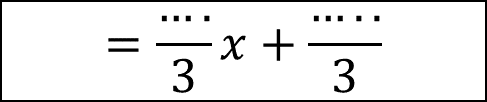 = ..../3 x + ...../3